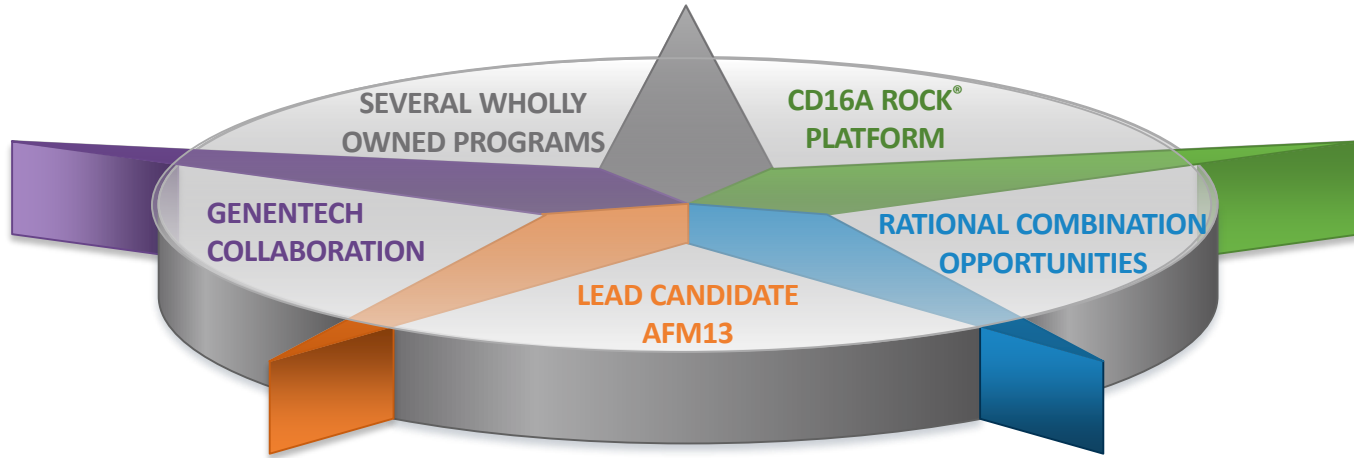 SEVERAL WHOLLY
OWNED PROGRAMS
CD16A ROCK®
PLATFORM
GENENTECH
COLLABORATION
RATIONAL COMBINATION
OPPORTUNITIES
LEAD CANDIDATE
AFM13